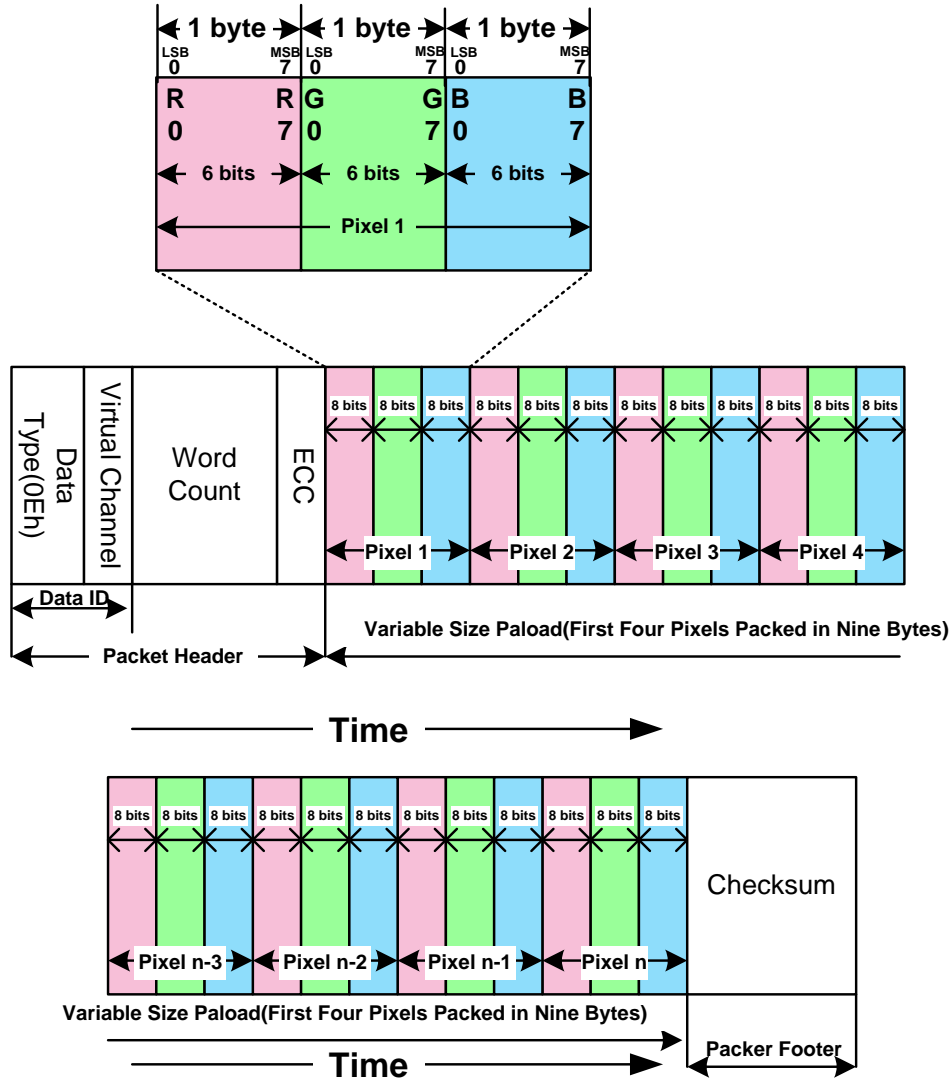 1 byte 1 byte 1 byte
LSB MSB LSB MSB LSB MSB
0 7 0 7 0 7
R R G G B B
0 7 0 7 0 7
6 bits 6 bits 6 bits
Pixel 1
Data Type(0Eh)
Virtual Channel
Word Count
ECC
8 bits 8 bits 8 bits 8 bits 8 bits 8 bits 8 bits 8 bits 8 bits 8 bits 8 bits 8 bits
Pixel 1 Pixel 2 Pixel 3 Pixel 4
Data ID
Variable Size Paload(First Four Pixels Packed in Nine Bytes)
Packet Header
Time
8 bits 8 bits 8 bits 8 bits 8 bits 8 bits 8 bits 8 bits 8 bits 8 bits 8 bits 8 bits
Checksum
Pixel n-3 Pixel n-2 Pixel n-1 Pixel n
Variable Size Paload(First Four Pixels Packed in Nine Bytes)
Packer Footer
Time